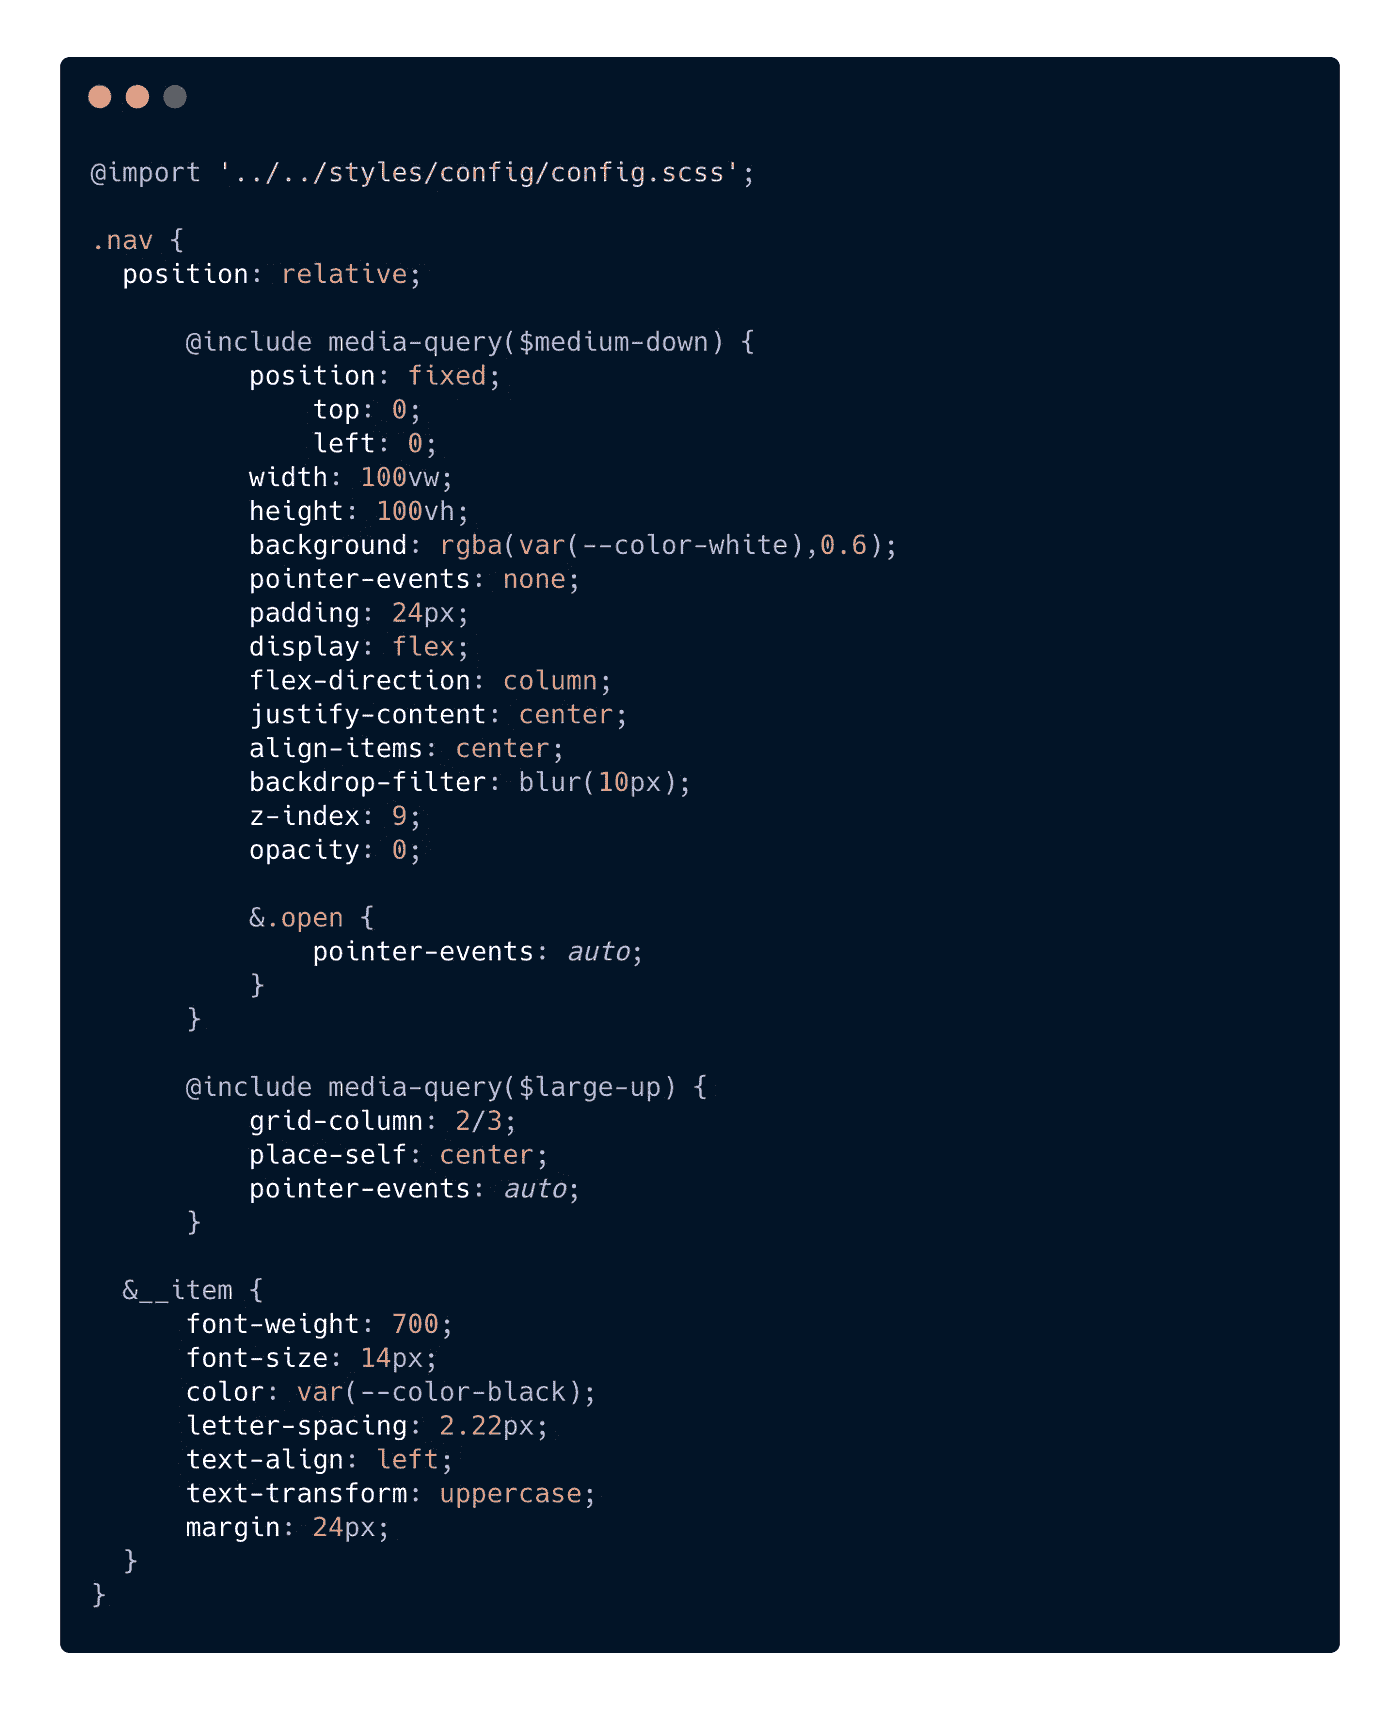 @import '../../styles/config/config.scss';

.nav {
  position: relative;

      @include media-query($medium-down) {
          position: fixed;
              top: 0;
              left: 0;
          width: 100vw;
          height: 100vh;
          background: rgba(var(--color-white),0.6);
          pointer-events: none;
          padding: 24px;
          display: flex;
          flex-direction: column;
          justify-content: center;
          align-items: center;
          backdrop-filter: blur(10px);
          z-index: 9;
          opacity: 0;

          &.open {
              pointer-events: auto;
          }
      }

      @include media-query($large-up) {
          grid-column: 2/3;
          place-self: center;
          pointer-events: auto;
      }

  &__item {
      font-weight: 700;
      font-size: 14px;
      color: var(--color-black);
      letter-spacing: 2.22px;
      text-align: left;
      text-transform: uppercase;
      margin: 24px;
  }
}